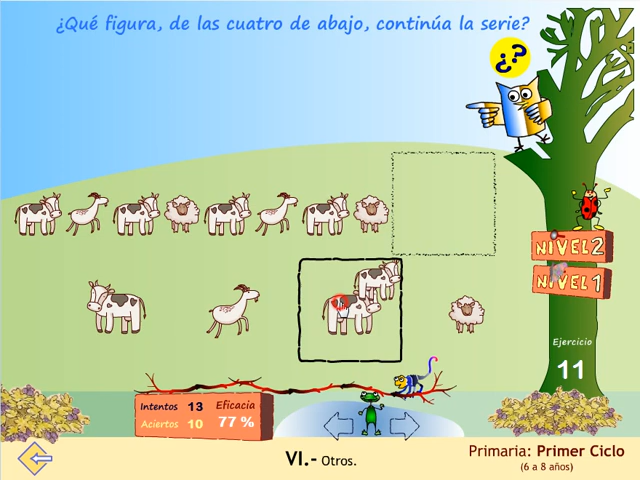 ¿Qué figura, de las cuatro de abajo, continúa la serie?
¿?
NIVEL 2
NIVEL 1
Ejercicio
11
Intentos 13 Eficacia
Aciertos 10 77 %
VI.- Otros.
Primaria: Primer Ciclo
(6 a 8 años)